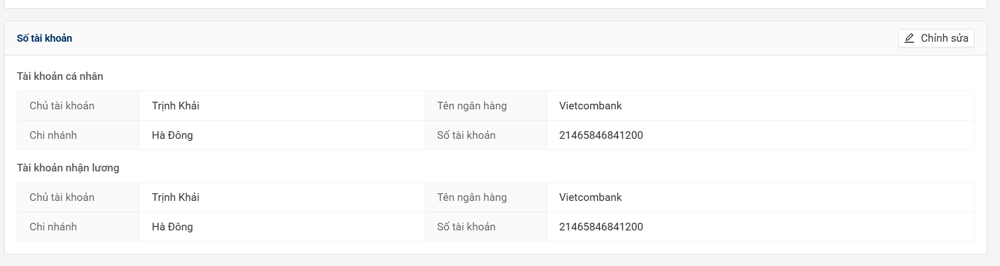 Số tài khoản
Chỉnh sửa
Tài khoản cá nhân
Chủ tài khoản Trịnh Khải Tên ngân hàng Vietcombank
Chi nhánh Hà Đông Số tài khoản 21465846841200
Tài khoản nhận lương
Chủ tài khoản Trịnh Khải Tên ngân hàng Vietcombank
Chi nhánh Hà Đông Số tài khoản 21465846841200